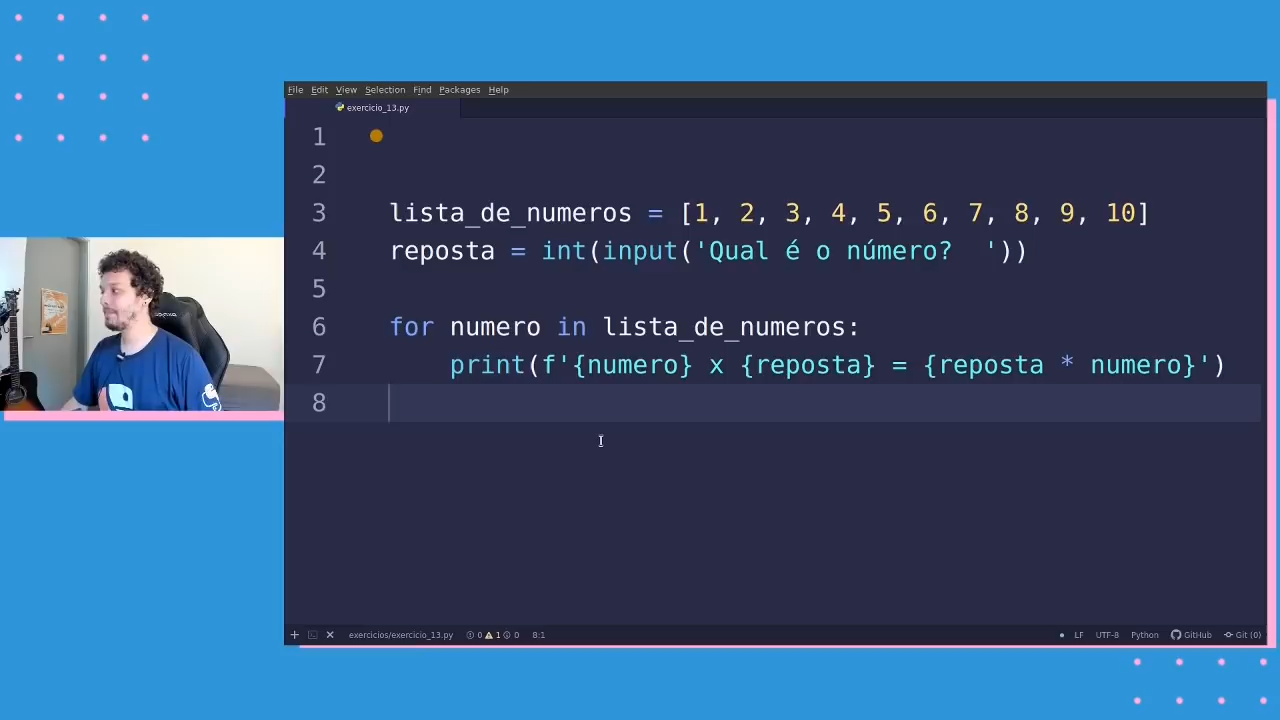 File Edit View Selection Find Packages Help
exercicio_13.py
1
2
3 lista_de_numeros = [1, 2, 3, 4, 5, 6, 7, 8, 9, 10]
4 reposta = int(input('Qual é o número?  '))
5
6 for numero in lista_de_numeros:
7     print(f'{numero} x {reposta} = {reposta * numero}')
8
exercicios/exercicio_13.py 0 1 0 8:1 LF UTF-8 Python GitHub Git (0)